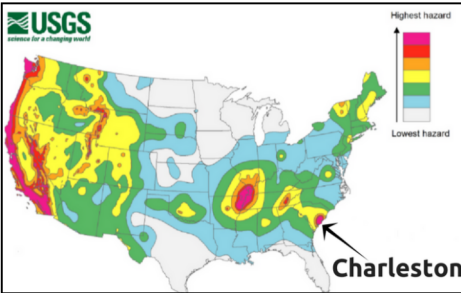 USGS
science for a changing world
Highest hazard
Lowest hazard
Charleston